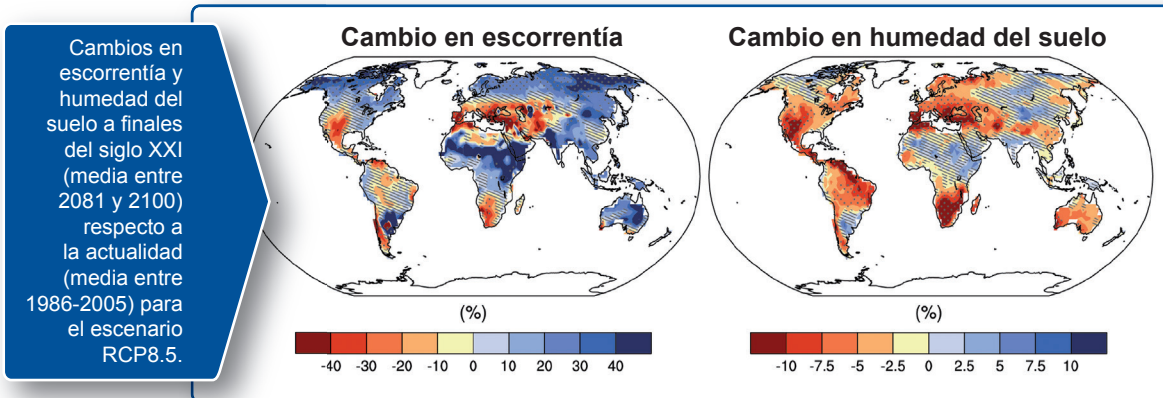 Cambios en
escorrentía y
humedad del
suelo a finales
del siglo XXI
(media entre
2081 y 2100)
respecto a
la actualidad
(media entre
1986-2005) para
el escenario
RCP8.5.
Cambio en escorrentía
(%)
-40 -30 -20 -10 0 10 20 30 40
Cambio en humedad del suelo
(%)
-10 -7.5 -5 -2.5 0 2.5 5 7.5 10